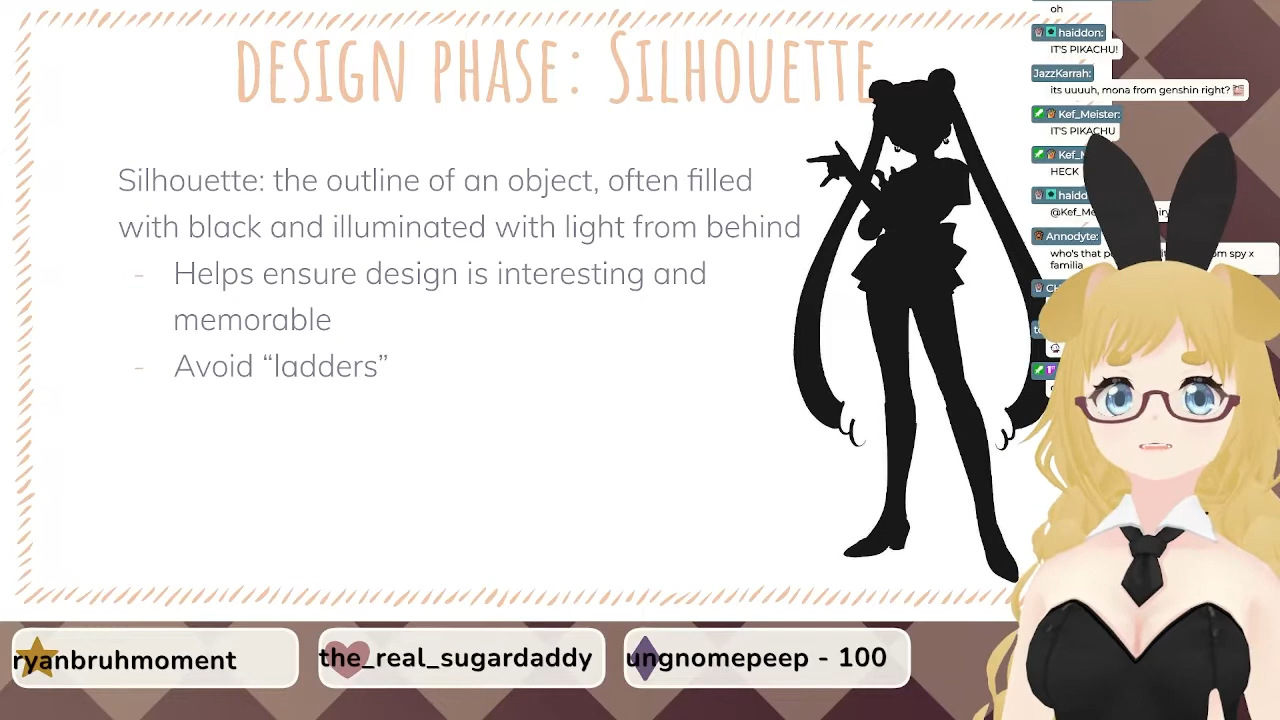 DESIGN PHASE: SILHOUETTE
Silhouette: the outline of an object, often filled
with black and illuminated with light from behind
- Helps ensure design is interesting and
memorable
- Avoid “ladders”
oh
haiddon:
IT'S PIKACHU!
JazzKarrah:
its uuuuh, mona from genshin right?
Kef_Meister:
IT'S PIKACHU
HECK
Annodyte:
who's that
spy x
familia
ryanbruhmoment
the_real_sugardaddy
ungnomepeep - 100